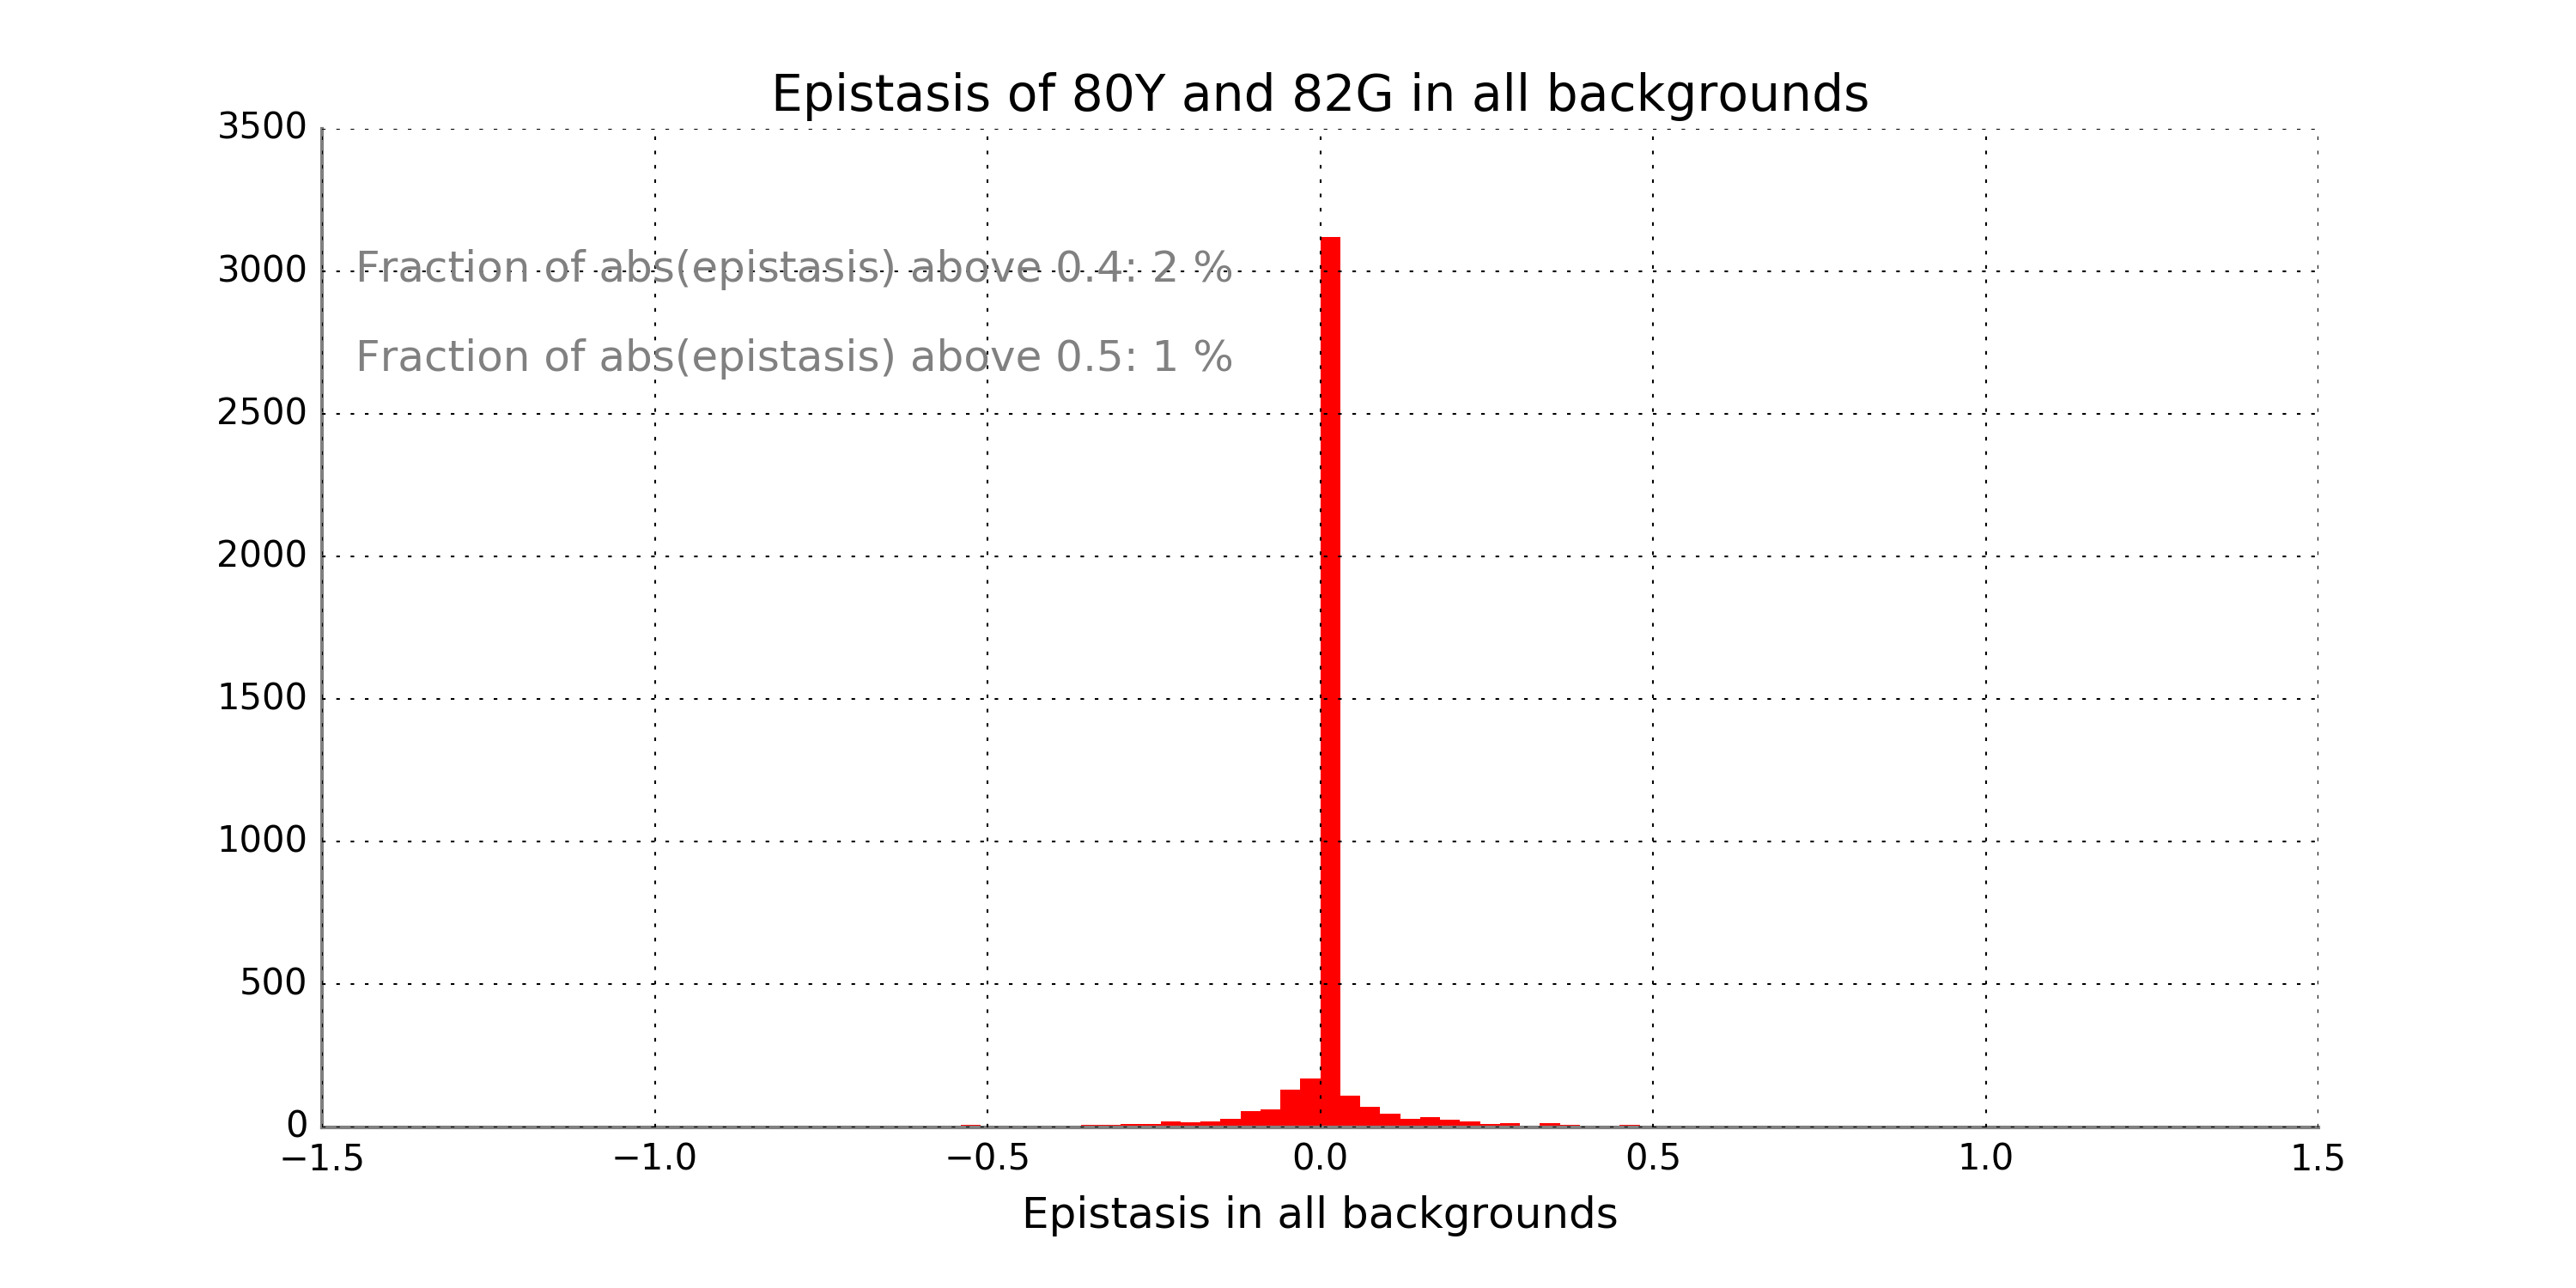 Epistasis of 80Y and 82G in all backgrounds
3500
3000
2500
2000
1500
1000
500
0
Fraction of abs(epistasis) above 0.4: 2 %
Fraction of abs(epistasis) above 0.5: 1 %
−1.5 −1.0 −0.5 0.0 0.5 1.0 1.5
Epistasis in all backgrounds